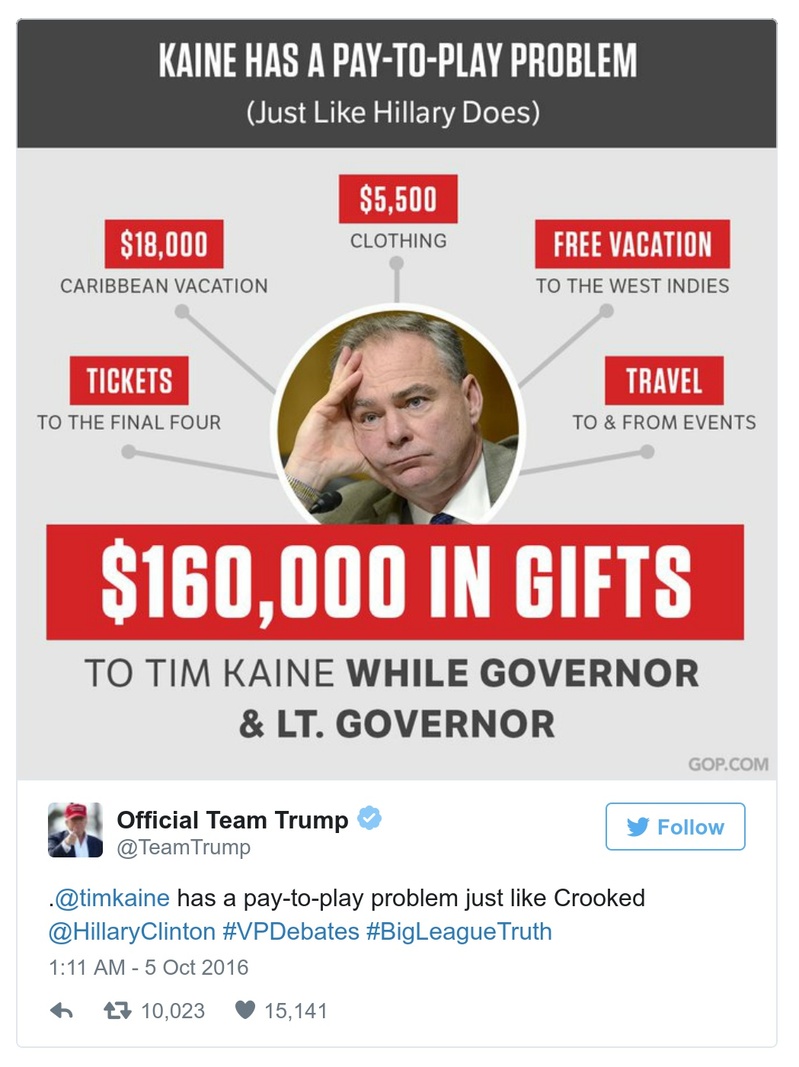 KAINE HAS A PAY-TO-PLAY PROBLEM
(Just Like Hillary Does)
$5,500
CLOTHING
$18,000
CARIBBEAN VACATION
FREE VACATION
TO THE WEST INDIES
TICKETS
TO THE FINAL FOUR
TRAVEL
TO & FROM EVENTS
$160,000 IN GIFTS
TO TIM KAINE WHILE GOVERNOR
& LT. GOVERNOR
GOP.COM
Official Team Trump
@TeamTrump
Follow
.@timkaine has a pay-to-play problem just like Crooked
@HillaryClinton #VPDebates #BigLeagueTruth
1:11 AM - 5 Oct 2016
10,023 15,141